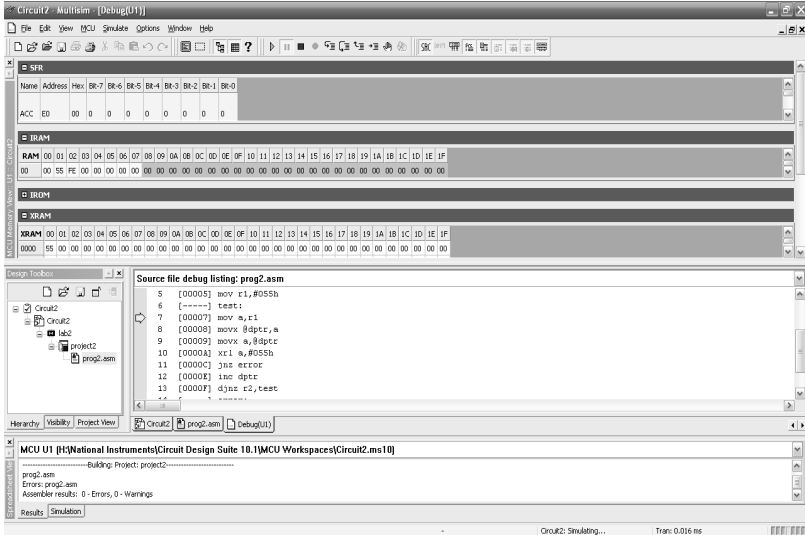 Circuit2 - Multisim - [Debug(U1)]
File Edit View MCU Simulate Options Window Help
SFR
Name Address Hex Bit-7 Bit-6 Bit-5 Bit-4 Bit-3 Bit-2 Bit-1 Bit-0
ACC E0 00 0 0 0 0 0 0 0 0
IRAM
RAM 00 01 02 03 04 05 06 07 08 09 0A 0B 0C 0D 0E 0F 10 11 12 13 14 15 16 17 18 19 1A 1B 1C 1D 1E 1F
00 00 55 FE 00 00 00 00 00 00 00 00 00 00 00 00 00 00 00 00 00 00 00 00 00 00 00 00 00 00 00 00 00
IROM
XRAM
XRAM 00 01 02 03 04 05 06 07 08 09 0A 0B 0C 0D 0E 0F 10 11 12 13 14 15 16 17 18 19 1A 1B 1C 1D 1E 1F
0000 55 00 00 00 00 00 00 00 00 00 00 00 00 00 00 00 00 00 00 00 00 00 00 00 00 00 00 00 00 00 00 00
MCU Memory View: U1 :: Circuit2
Design Toolbox
Circuit2
Circuit2
lab2
project2
prog2.asm
Hierarchy Visibility Project View
Source file debug listing: prog2.asm
5 [00005] mov r1,#055h
6 [-----] test:
7 [00007] mov a,r1
8 [00008] movx @dptr,a
9 [00009] movx a,@dptr
10 [0000A] xrl a,#055h
11 [0000C] jnz error
12 [0000E] inc dptr
13 [0000F] djnz r2,test
Circuit2 prog2.asm Debug(U1)
MCU U1 (H:\National Instruments\Circuit Design Suite 10.1\MCU Workspaces\Circuit2.ms10)
---------------------------Building: Project: project2---------------------------
prog2.asm
Errors: prog2.asm
Assembler results: 0 - Errors, 0 - Warnings
Results Simulation
Spreadsheet Vie
- Circuit2: Simulating... Tran: 0.016 ms